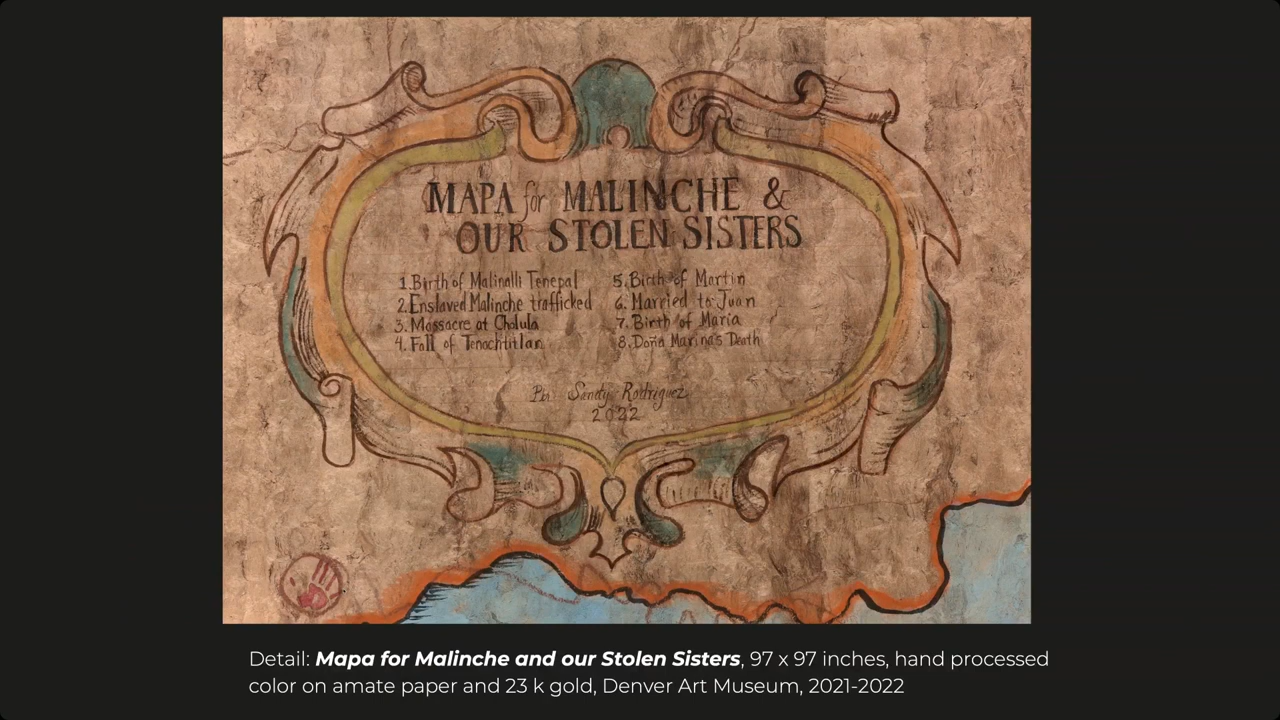 MAPA for MALINCHE &
OUR STOLEN SISTERS
1. Birth of Malinalli Tenepal
2. Enslaved Malinche trafficked
3. Massacre at Cholula
4. Fall of Tenochtitlan
5. Birth of Martin
6. Married to Juan
7. Birth of Maria
8. Doña Marina's Death
Por Sandy Rodriguez
2022
Detail: Mapa for Malinche and our Stolen Sisters, 97 x 97 inches, hand processed
color on amate paper and 23 k gold, Denver Art Museum, 2021-2022